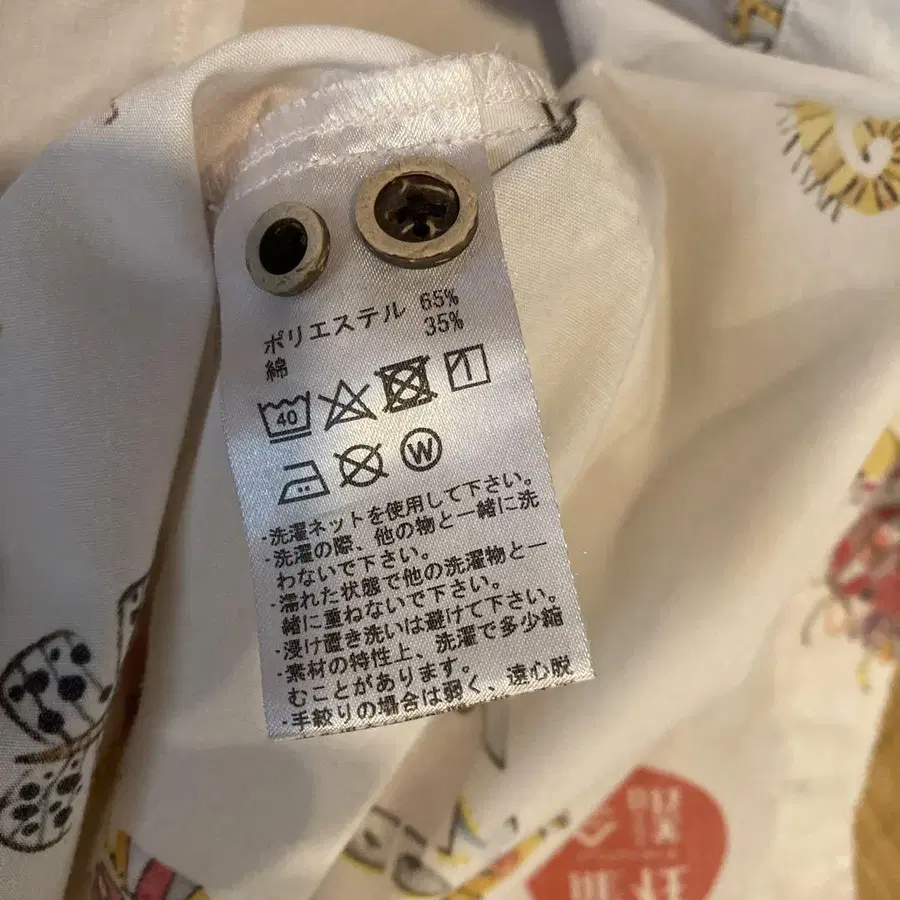 ポリエステル 65%
綿 35%
40
W
・洗濯ネットを使用して下さい。
・洗濯の際、他の物と一緒に洗
わないで下さい。
・濡れた状態で他の洗濯物と一
緒に重ねないで下さい。
・浸け置き洗いは避けて下さい。
・素材の特性上、洗濯で多少縮
むことがあります。
・手絞りの場合は弱く、遠心脱